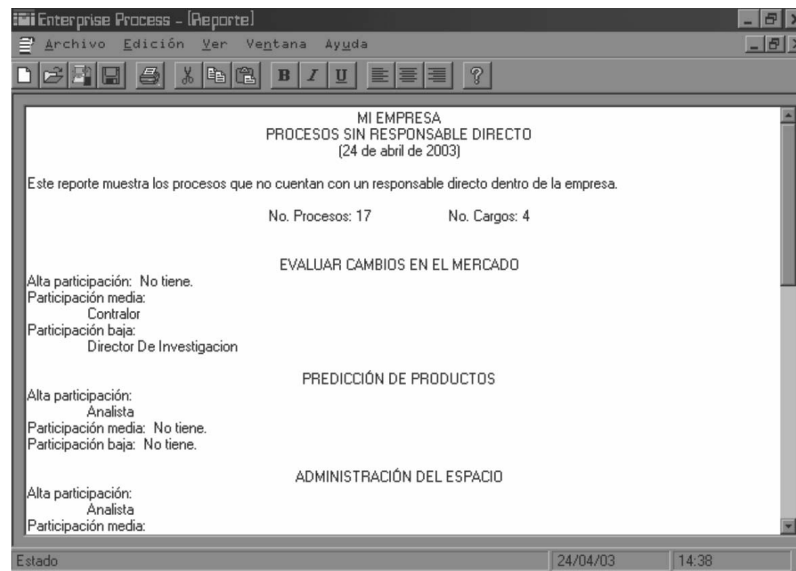 Enterprise Process - [Reporte]
Archivo Edición Ver Ventana Ayuda
B I U ?
MI EMPRESA
PROCESOS SIN RESPONSABLE DIRECTO
(24 de abril de 2003)
Este reporte muestra los procesos que no cuentan con un responsable directo dentro de la empresa.
No. Procesos: 17 No. Cargos: 4
EVALUAR CAMBIOS EN EL MERCADO
Alta participación: No tiene.
Participación media:
Contralor
Participación baja:
Director De Investigacion
PREDICCIÓN DE PRODUCTOS
Alta participación:
Analista
Participación media: No tiene.
Participación baja: No tiene.
ADMINISTRACIÓN DEL ESPACIO
Alta participación:
Analista
Participación media:
Estado 24/04/03 14:38